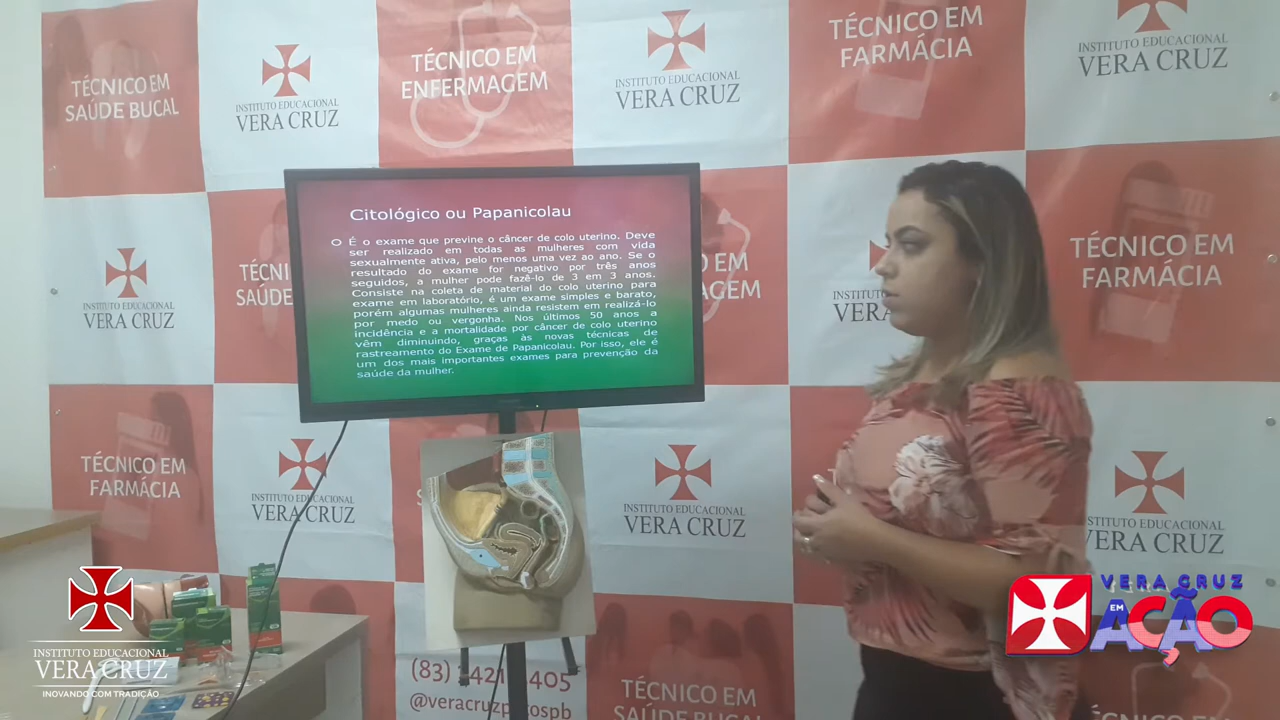 TÉCNICO EM
SAÚDE BUCAL
INSTITUTO EDUCACIONAL
VERA CRUZ
TÉCNICO EM
ENFERMAGEM
INSTITUTO EDUCACIONAL
VERA CRUZ
TÉCNICO EM
FARMÁCIA
INSTITUTO EDUCACIONAL
VERA CRUZ
INSTITUTO EDUCACIONAL
VERA CRUZ
Citológico ou Papanicolau
É o exame que previne o câncer de colo uterino. Deve
ser realizado em todas as mulheres com vida
sexualmente ativa, pelo menos uma vez ao ano. Se o
resultado do exame for negativo por três anos
seguidos, a mulher pode fazê-lo de 3 em 3 anos.
Consiste na coleta de material do colo uterino para
exame em laboratório, é um exame simples e barato,
porém algumas mulheres ainda resistem em realizá-lo
por medo ou vergonha. Nos últimos 50 anos a
incidência e a mortalidade por câncer de colo uterino
vêm diminuindo, graças às novas técnicas de
rastreamento do Exame de Papanicolau. Por isso, ele é
um dos mais importantes exames para prevenção da
saúde da mulher.
TÉCNICO EM
FARMÁCIA
TÉCNICO EM
FARMÁCIA
INSTITUTO EDUCACIONAL
VERA CRUZ
INSTITUTO EDUCACIONAL
VERA CRUZ
VERA CRUZ
INSTITUTO EDUCACIONAL
VERA CRUZ
INOVANDO COM TRADIÇÃO
VERA CRUZ
EM
AÇÃO
(83)
405
TÉCNICO EM
SAÚDE BUCAL